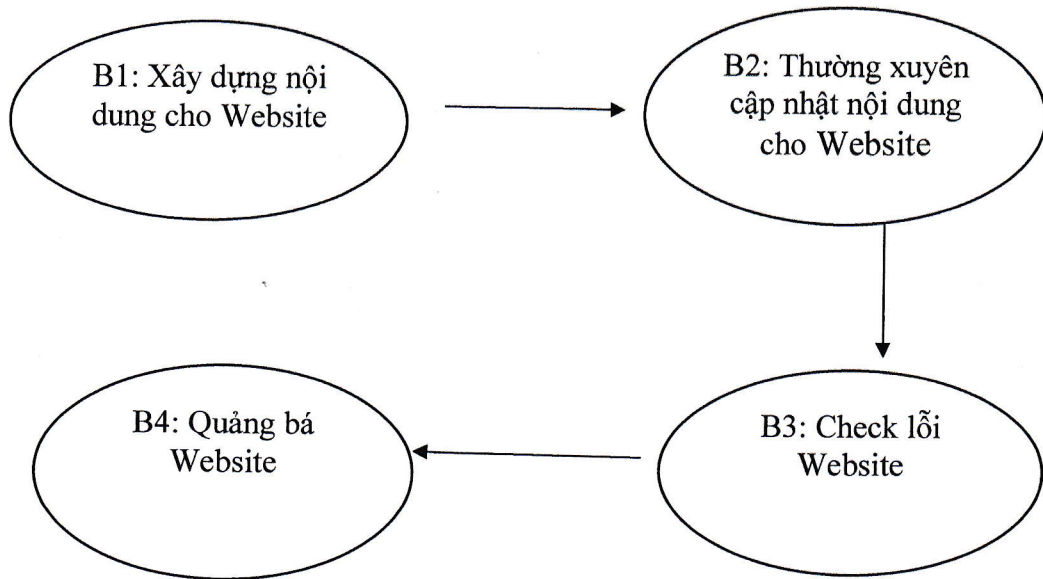 B1: Xây dựng nội
dung cho Website
B2: Thường xuyên
cập nhật nội dung
cho Website
B3: Check lỗi
Website
B4: Quảng bá
Website